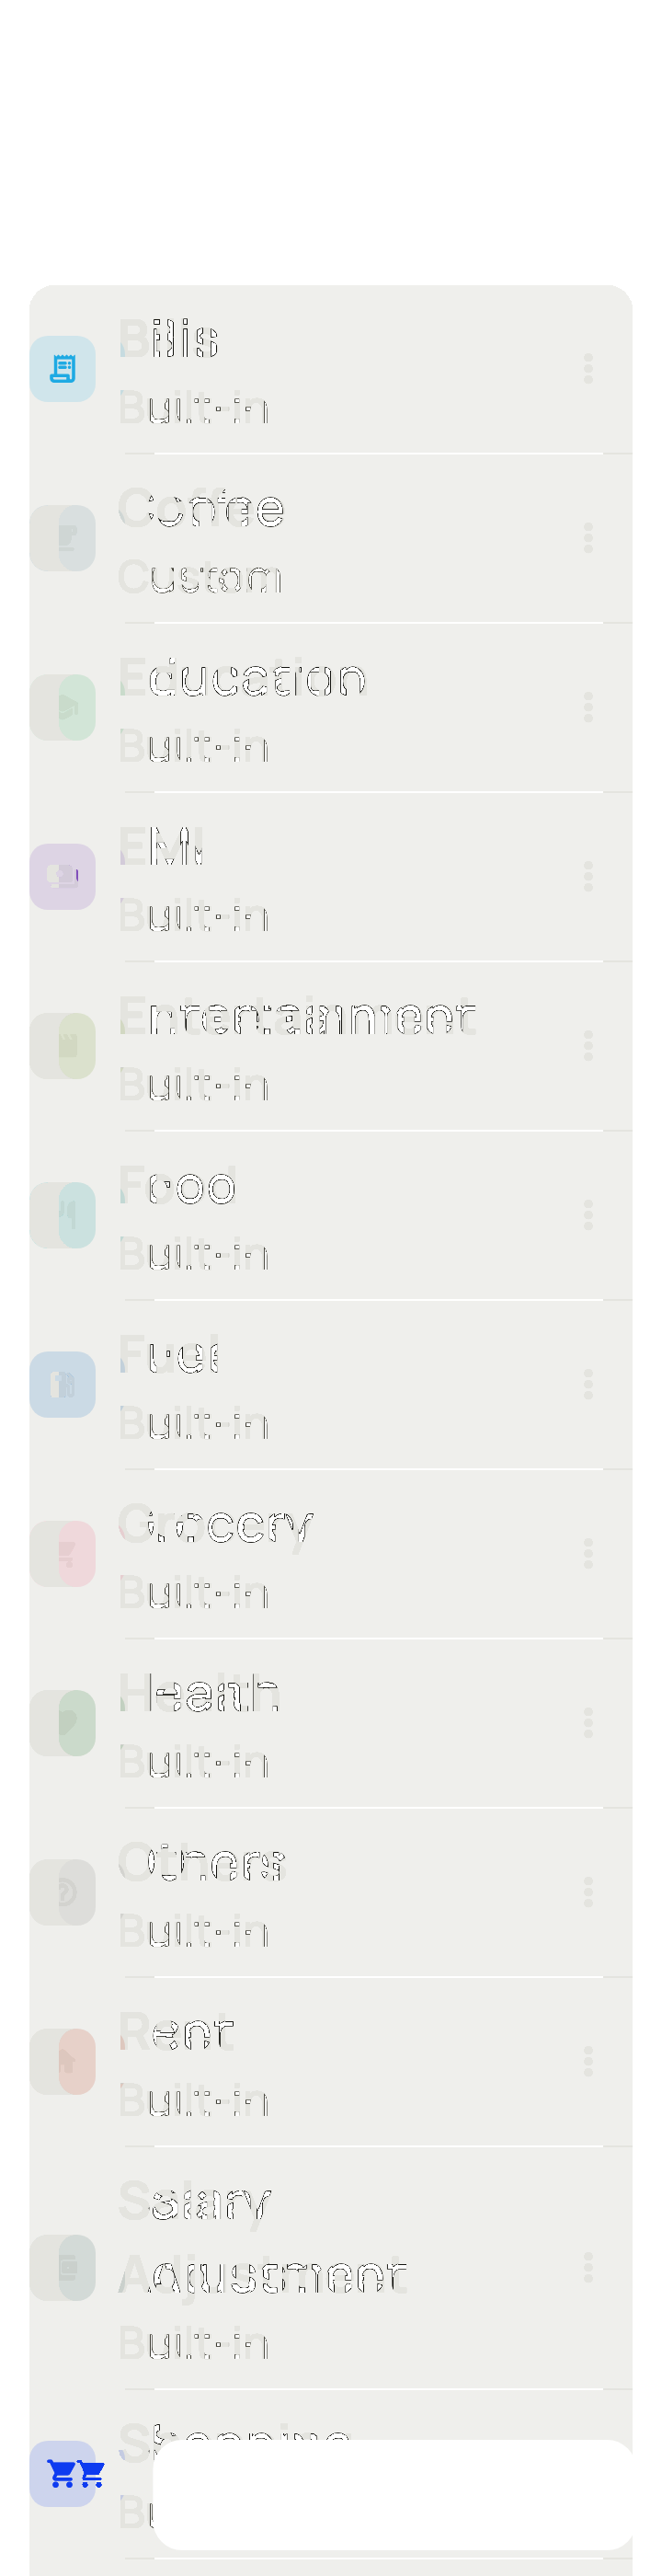 Bills
Built-in
Coffee
Custom
Education
Built-in
EMI
Built-in
Entertainment
Built-in
Food
Built-in
Fuel
Built-in
Grocery
Built-in
Health
Built-in
Others
Built-in
Rent
Built-in
Salary
Adjustment
Built-in
Shopping